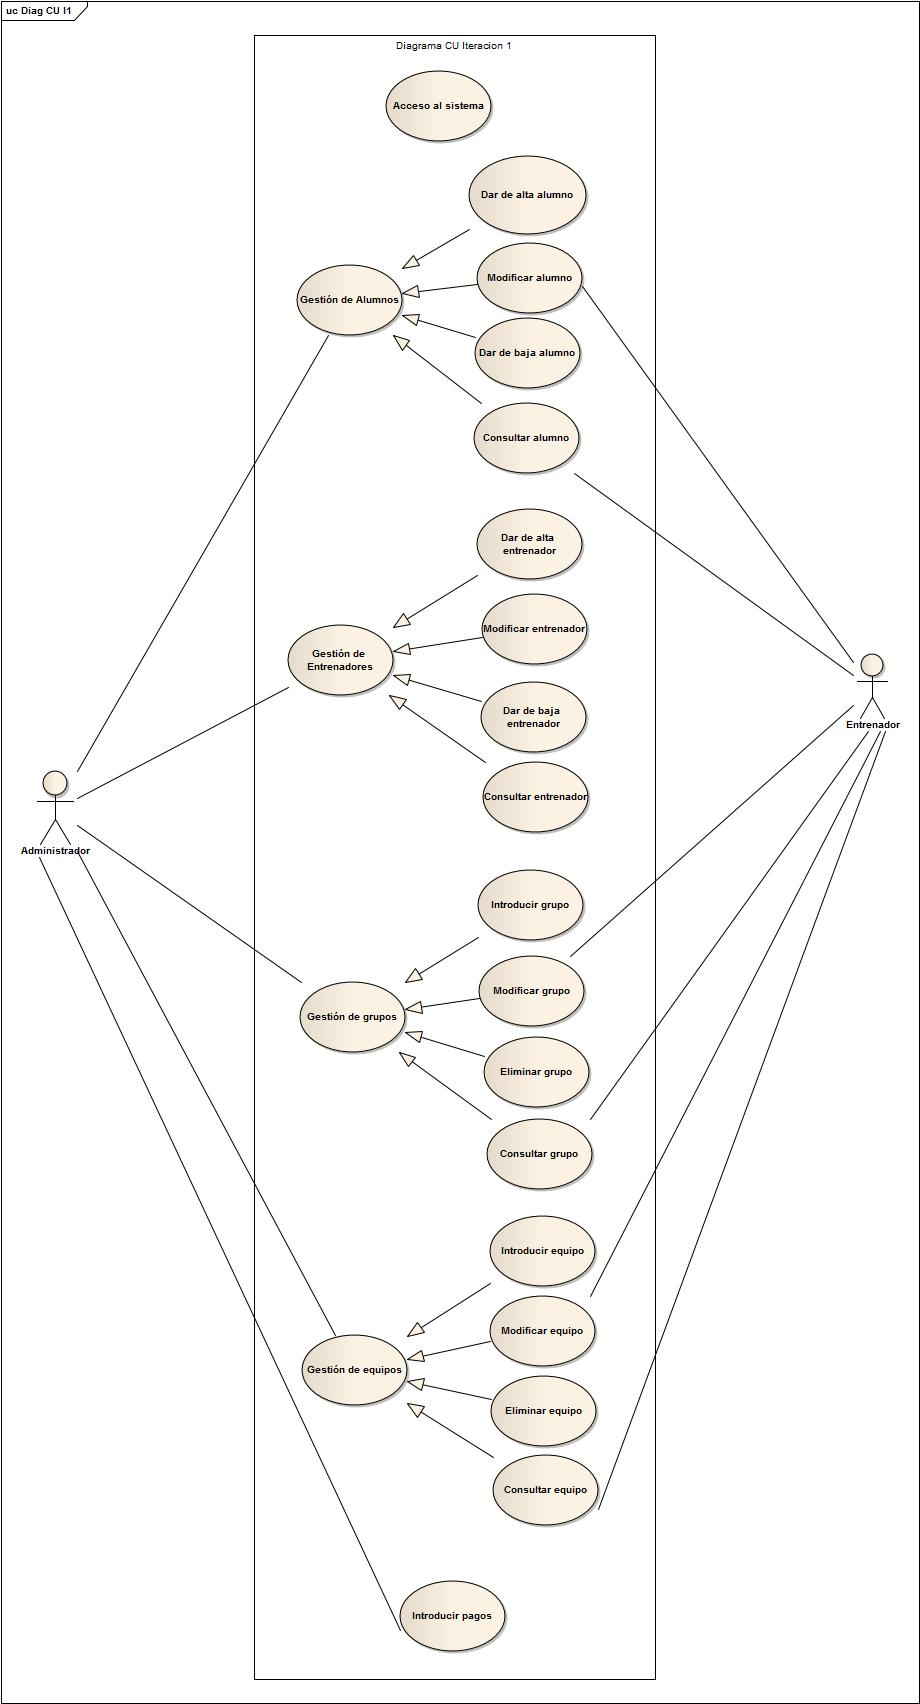 uc Diag CU I1
Diagrama CU Iteracion 1
Acceso al sistema
Dar de alta alumno
Modificar alumno
Gestión de Alumnos
Dar de baja alumno
Consultar alumno
Dar de alta
entrenador
Modificar entrenador
Gestión de
Entrenadores
Dar de baja
entrenador
Entrenador
Consultar entrenador
Administrador
Introducir grupo
Modificar grupo
Gestión de grupos
Eliminar grupo
Consultar grupo
Introducir equipo
Modificar equipo
Gestión de equipos
Eliminar equipo
Consultar equipo
Introducir pagos